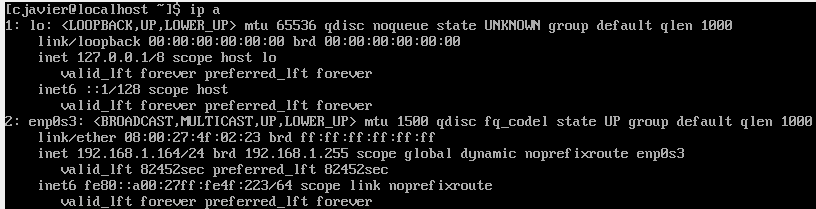 [cjavier@localhost ~]$ ip a
1: lo: <LOOPBACK,UP,LOWER_UP> mtu 65536 qdisc noqueue state UNKNOWN group default qlen 1000
    link/loopback 00:00:00:00:00:00 brd 00:00:00:00:00:00
    inet 127.0.0.1/8 scope host lo
       valid_lft forever preferred_lft forever
    inet6 ::1/128 scope host
       valid_lft forever preferred_lft forever
2: enp0s3: <BROADCAST,MULTICAST,UP,LOWER_UP> mtu 1500 qdisc fq_codel state UP group default qlen 1000
    link/ether 08:00:27:4f:02:23 brd ff:ff:ff:ff:ff:ff
    inet 192.168.1.164/24 brd 192.168.1.255 scope global dynamic noprefixroute enp0s3
       valid_lft 82452sec preferred_lft 82452sec
    inet6 fe80::a00:27ff:fe4f:223/64 scope link noprefixroute
       valid_lft forever preferred_lft forever